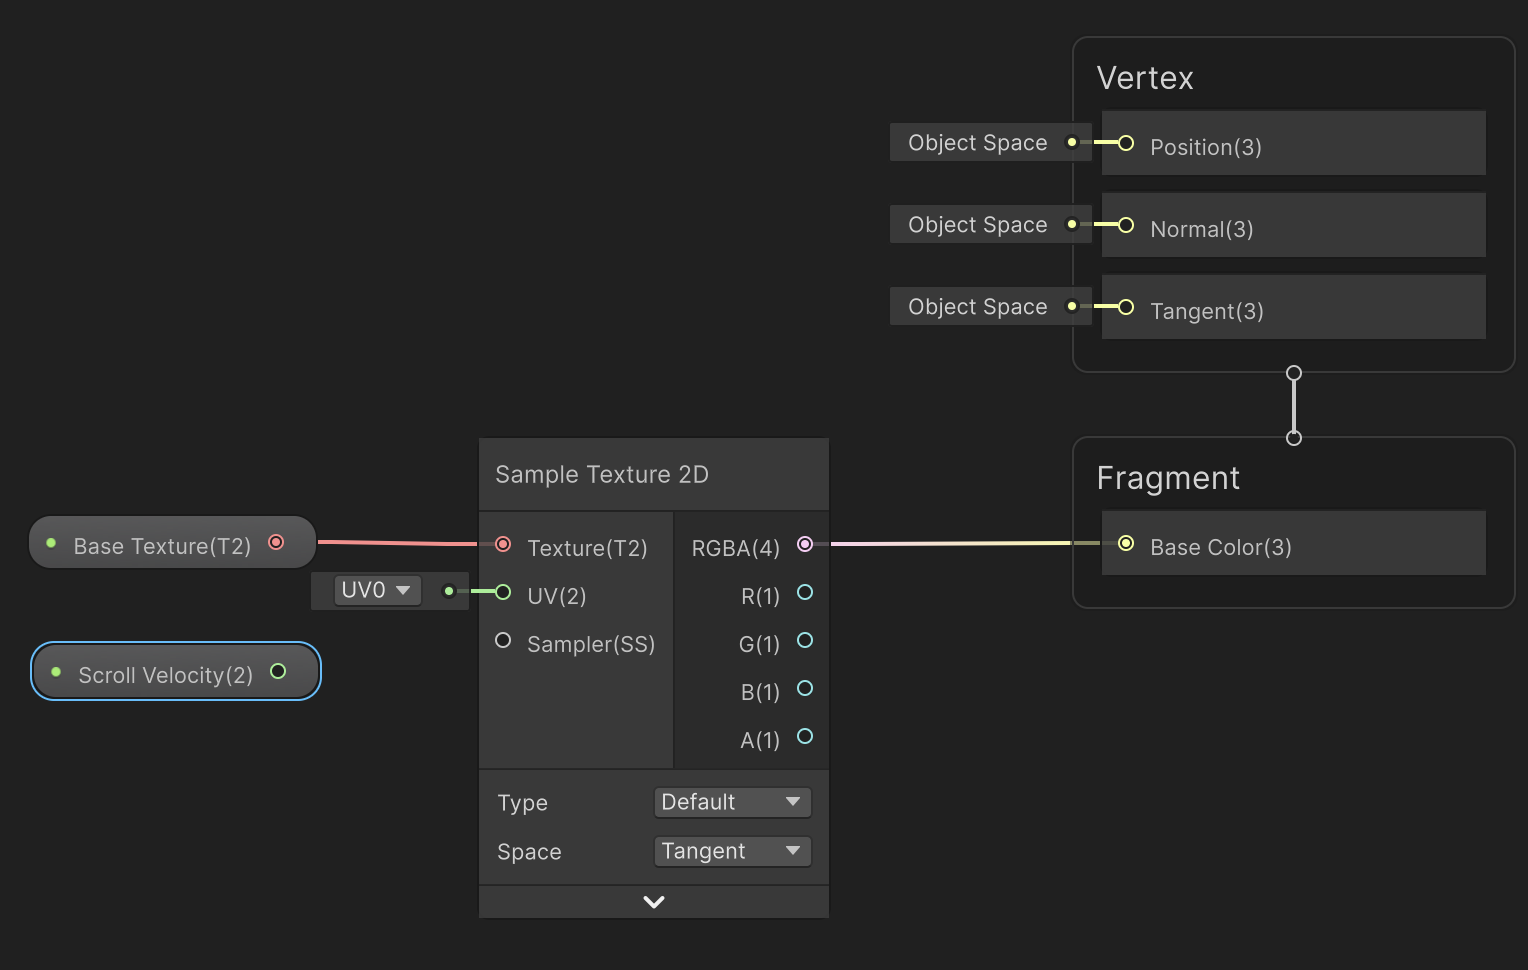 Vertex
Object Space
Position(3)
Object Space
Normal(3)
Object Space
Tangent(3)
Fragment
Base Color(3)
Sample Texture 2D
Base Texture(T2)
Texture(T2)
RGBA(4)
UV0
UV(2)
R(1)
Sampler(SS)
G(1)
Scroll Velocity(2)
B(1)
A(1)
Type
Default
Space
Tangent